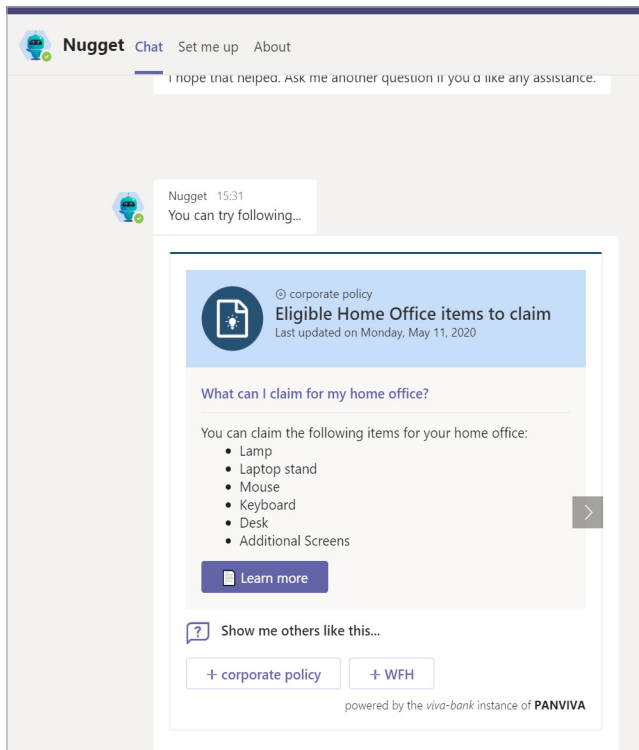 Nugget Chat Set me up About
I hope that helped. Ask me another question if you'd like any assistance.
Nugget 15:31
You can try following...
corporate policy
Eligible Home Office items to claim
Last updated on Monday, May 11, 2020
What can I claim for my home office?
You can claim the following items for your home office:
• Lamp
• Laptop stand
• Mouse
• Keyboard
• Desk
• Additional Screens
Learn more
Show me others like this...
+ corporate policy + WFH
powered by the viva-bank instance of PANVIVA